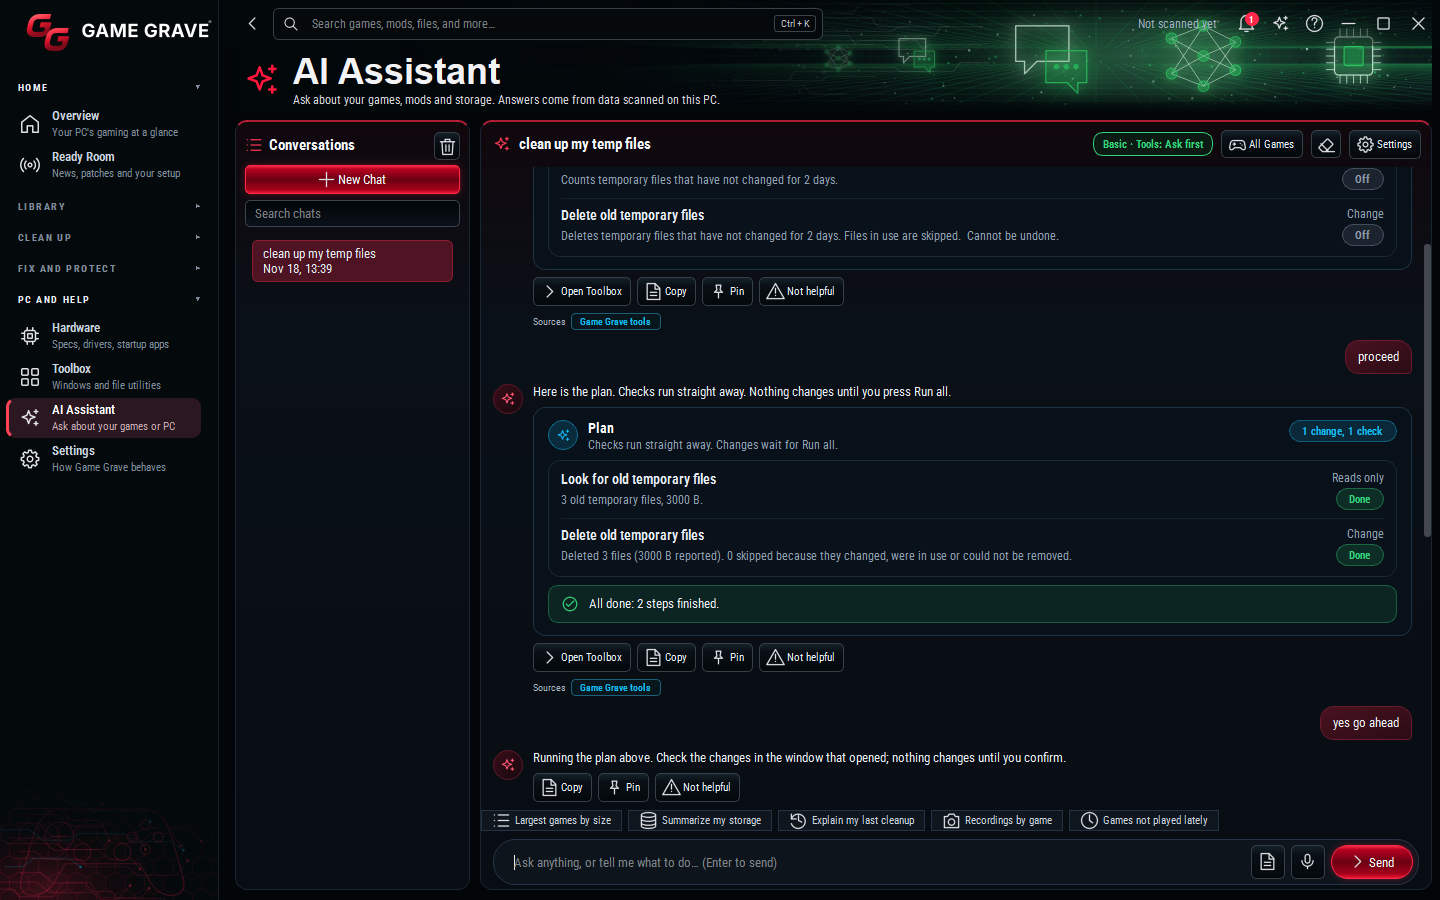 GG GAME GRAVE
HOME
Overview
Your PC's gaming at a glance
Ready Room
News, patches and your setup
LIBRARY
CLEAN UP
FIX AND PROTECT
PC AND HELP
Hardware
Specs, drivers, startup apps
Toolbox
Windows and file utilities
AI Assistant
Ask about your games or PC
Settings
How Game Grave behaves
Search games, mods, files, and more...
Ctrl + K
Not scanned yet
1
AI Assistant
Ask about your games, mods and storage. Answers come from data scanned on this PC.
Conversations
New Chat
Search chats
clean up my temp files
Nov 18, 13:39
clean up my temp files
Basic · Tools: Ask first
All Games
Settings
Counts temporary files that have not changed for 2 days.
Off
Delete old temporary files
Change
Deletes temporary files that have not changed for 2 days. Files in use are skipped.  Cannot be undone.
Off
Open Toolbox
Copy
Pin
Not helpful
Sources
Game Grave tools
proceed
Here is the plan. Checks run straight away. Nothing changes until you press Run all.
Plan
Checks run straight away. Changes wait for Run all.
1 change, 1 check
Look for old temporary files
Reads only
3 old temporary files, 3000 B.
Done
Delete old temporary files
Change
Deleted 3 files (3000 B reported). 0 skipped because they changed, were in use or could not be removed.
Done
All done: 2 steps finished.
Open Toolbox
Copy
Pin
Not helpful
Sources
Game Grave tools
yes go ahead
Running the plan above. Check the changes in the window that opened; nothing changes until you confirm.
Copy
Pin
Not helpful
Largest games by size
Summarize my storage
Explain my last cleanup
Recordings by game
Games not played lately
Ask anything, or tell me what to do... (Enter to send)
Send